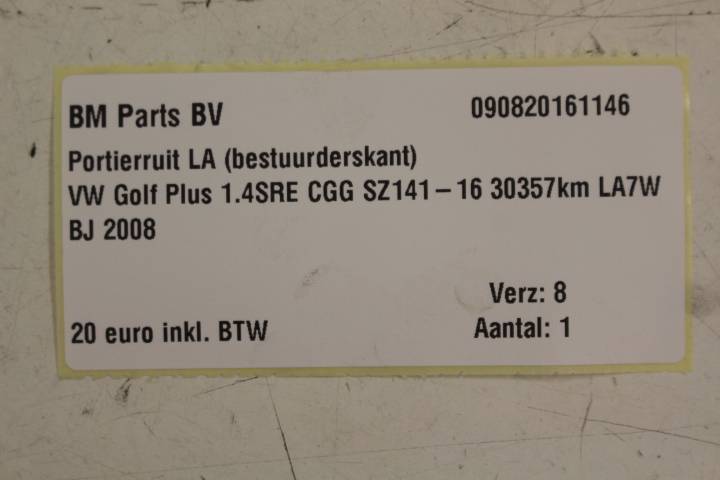 BM Parts BV 090820161146
Portierruit LA (bestuurderskant)
VW Golf Plus 1.4SRE CGG SZ141-16 30357km LA7W
BJ 2008
Verz: 8
20 euro inkl. BTW Aantal: 1